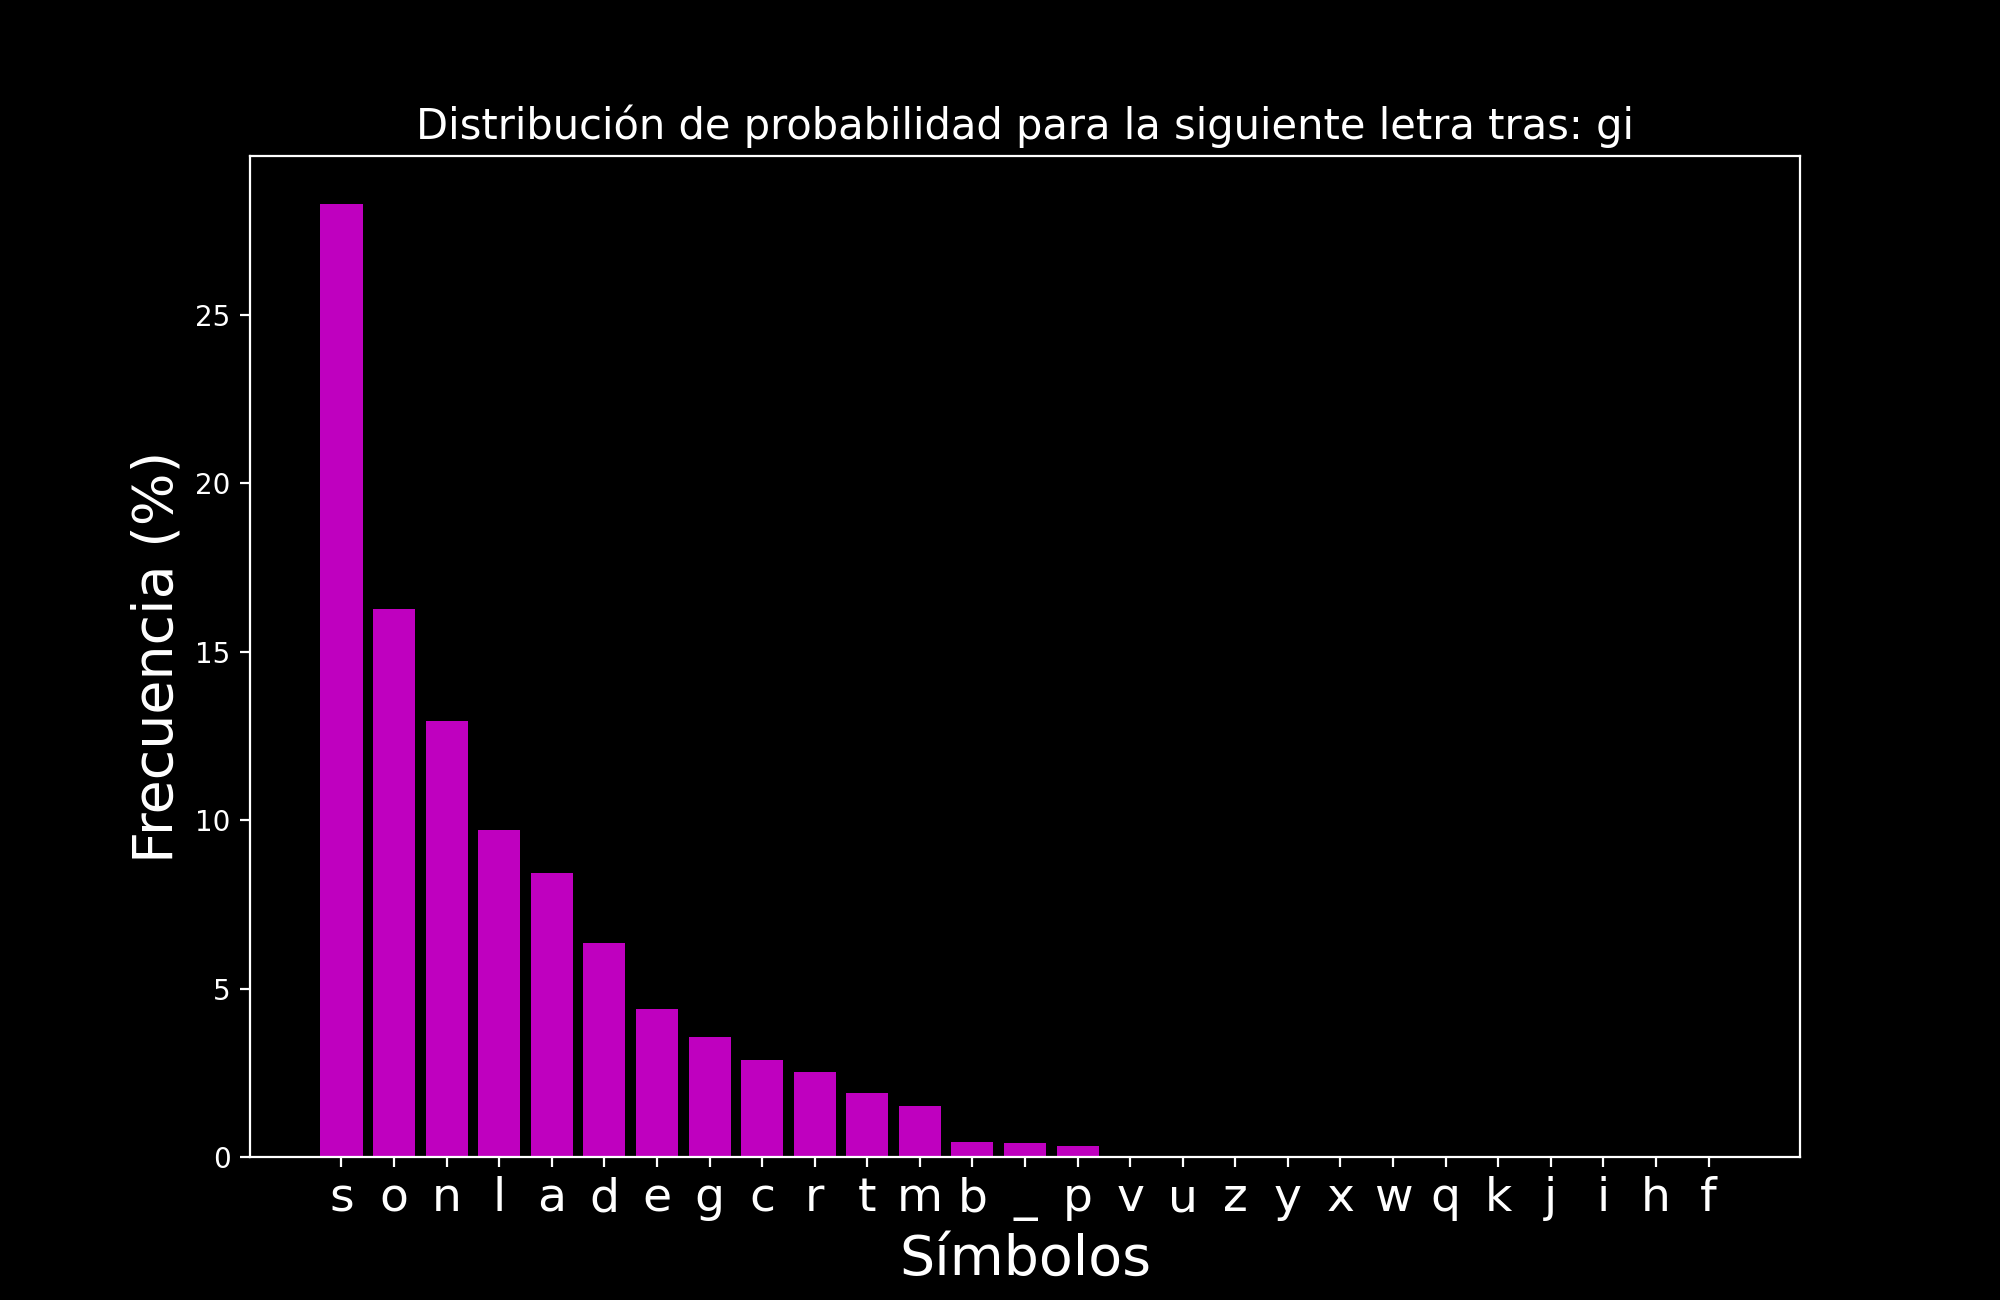 Distribución de probabilidad para la siguiente letra tras: gi
Frecuencia (%)
25
20
15
10
5
0
s o n l a d e g c r t m b _ p v u z y x w q k j i h f
Símbolos